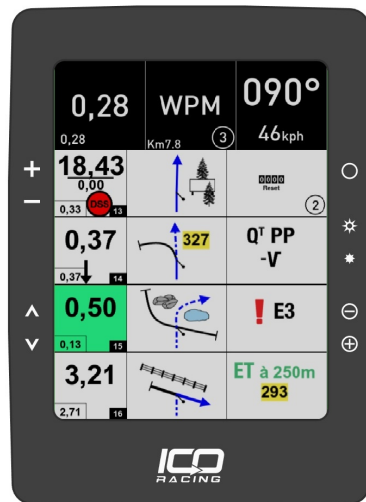 0,28
WPM
090°
0,28
Km7.8
3
46kph
18,43
0,00
0,33
DSS
13
0000
Reset
2
0,37
327
Qᵀ PP
-V
0,37
14
0,50
! E3
0,13
15
3,21
ET à 250m
293
2,71
16
ICO
RACING